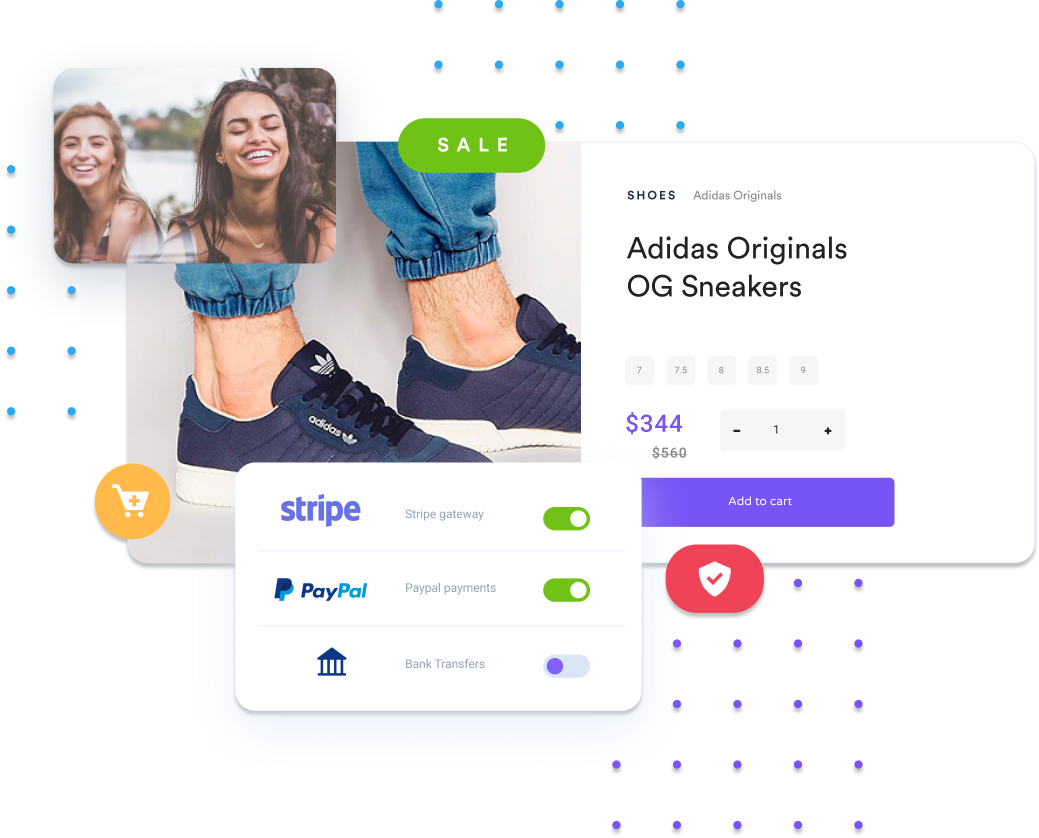 SALE
SHOES Adidas Originals
Adidas Originals
OG Sneakers
7 7.5 8 8.5 9
$344
$560
- 1 +
Add to cart
adidas
stripe Stripe gateway
PayPal Paypal payments
Bank Transfers